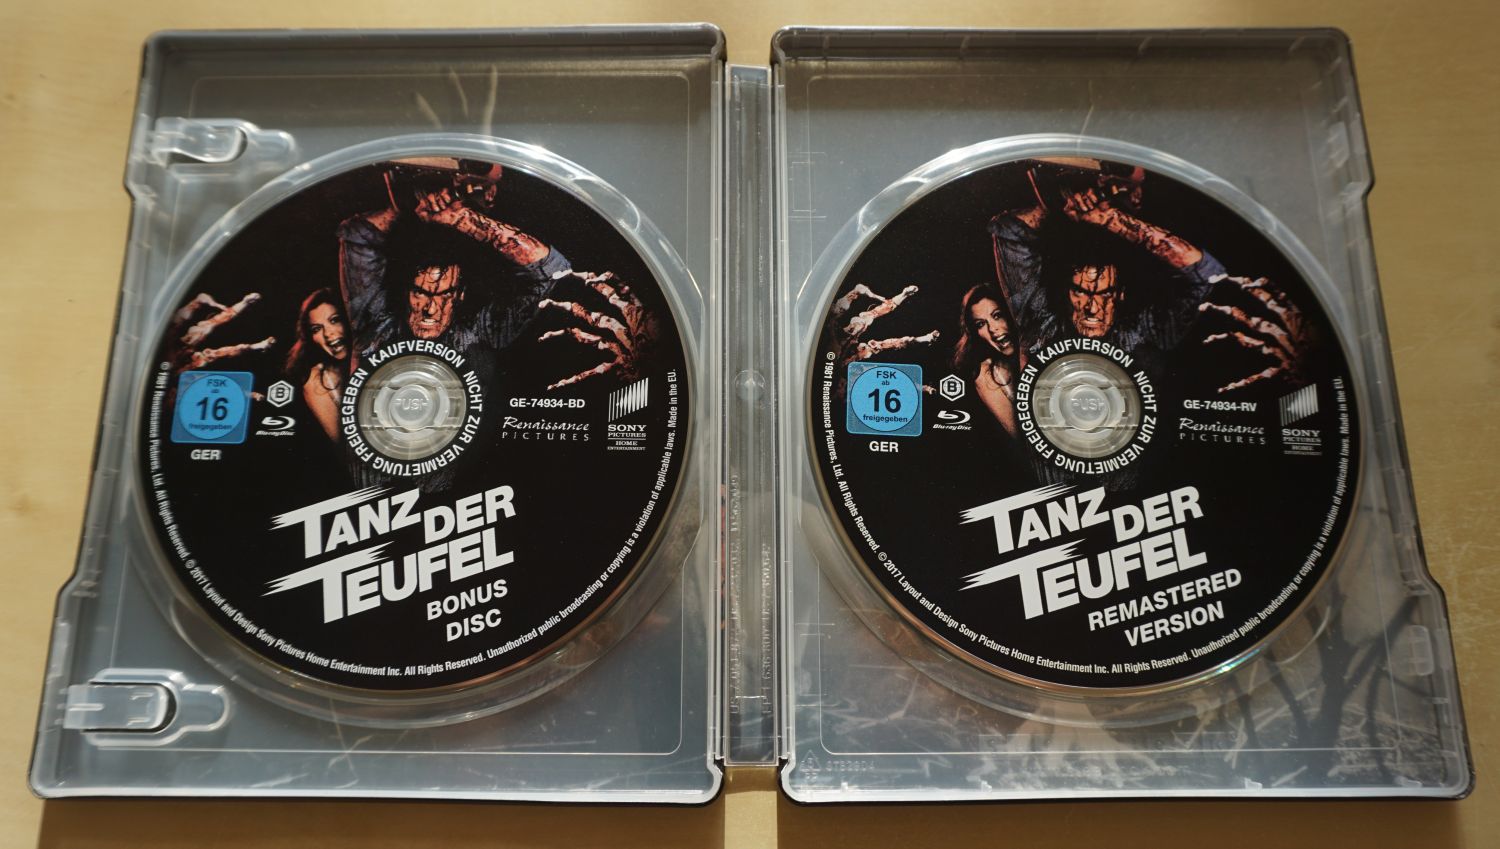 KAUFVERSION NICHT ZUR VERMIETUNG FREIGEGEBEN
PUSH
FSK
ab
16
freigegeben
GER
B
Blu-ray Disc
GE-74934-BD
Renaissance
PICTURES
SONY
PICTURES
HOME
ENTERTAINMENT
TANZ DER
TEUFEL
BONUS
DISC
© 1981 Renaissance Pictures, Ltd. All Rights Reserved. © 2017 Layout and Design Sony Pictures Home Entertainment Inc. All Rights Reserved. Unauthorized public broadcasting or copying is a violation of applicable laws. Made in the EU.
KAUFVERSION NICHT ZUR VERMIETUNG FREIGEGEBEN
PUSH
FSK
ab
16
freigegeben
GER
B
Blu-ray Disc
GE-74934-RV
Renaissance
PICTURES
SONY
PICTURES
HOME
ENTERTAINMENT
TANZ DER
TEUFEL
REMASTERED
VERSION
© 1981 Renaissance Pictures, Ltd. All Rights Reserved. © 2017 Layout and Design Sony Pictures Home Entertainment Inc. All Rights Reserved. Unauthorized public broadcasting or copying is a violation of applicable laws. Made in the EU.